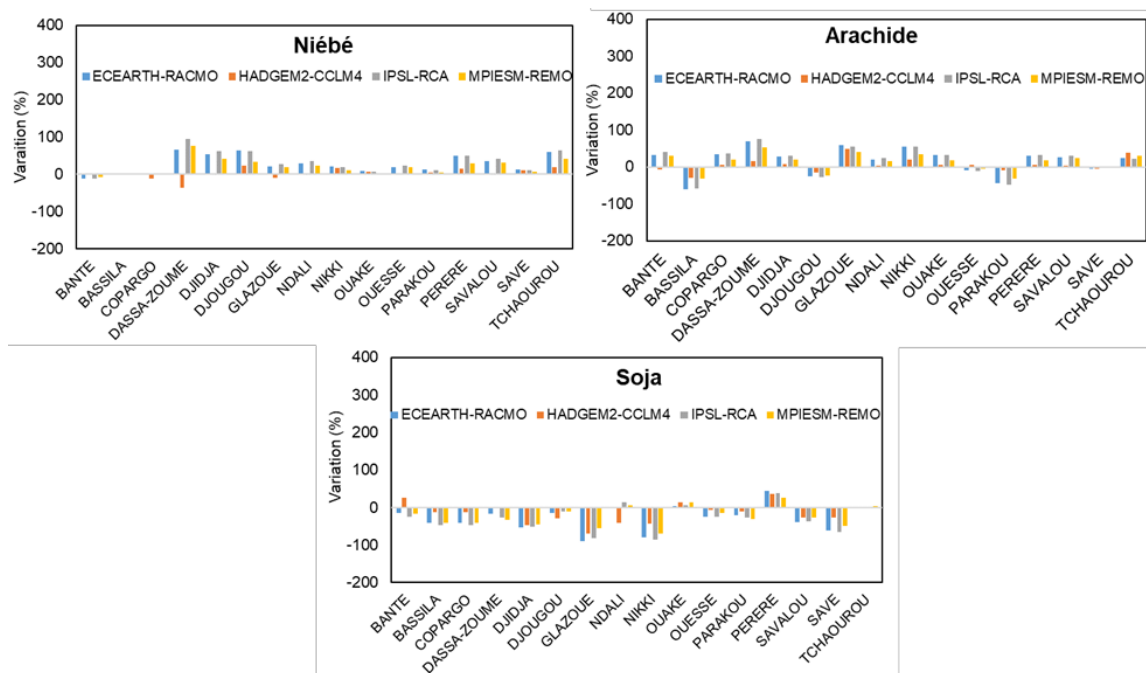 Niébé
ECEARTH-RACMO HADGEM2-CCLM4 IPSL-RCA MPIESM-REMO
Varaition (%)
400
300
200
100
0
-100
-200
BANTE
BASSILA
COPARGO
DASSA-ZOUME
DJIDJA
DJOUGOU
GLAZOUE
NDALI
NIKKI
OUAKE
OUESSE
PARAKOU
PERERE
SAVALOU
SAVE
TCHAOUROU
Arachide
ECEARTH-RACMO HADGEM2-CCLM4 IPSL-RCA MPIESM-REMO
Variation (%)
400
300
200
100
0
-100
-200
BANTE
BASSILA
COPARGO
DASSA-ZOUME
DJIDJA
DJOUGOU
GLAZOUE
NDALI
NIKKI
OUAKE
OUESSE
PARAKOU
PERERE
SAVALOU
SAVE
TCHAOUROU
Soja
ECEARTH-RACMO HADGEM2-CCLM4 IPSL-RCA MPIESM-REMO
Variation (%)
400
300
200
100
0
-100
-200
BANTE
BASSILA
COPARGO
DASSA-ZOUME
DJIDJA
DJOUGOU
GLAZOUE
NDALI
NIKKI
OUAKE
OUESSE
PARAKOU
PERERE
SAVALOU
SAVE
TCHAOUROU